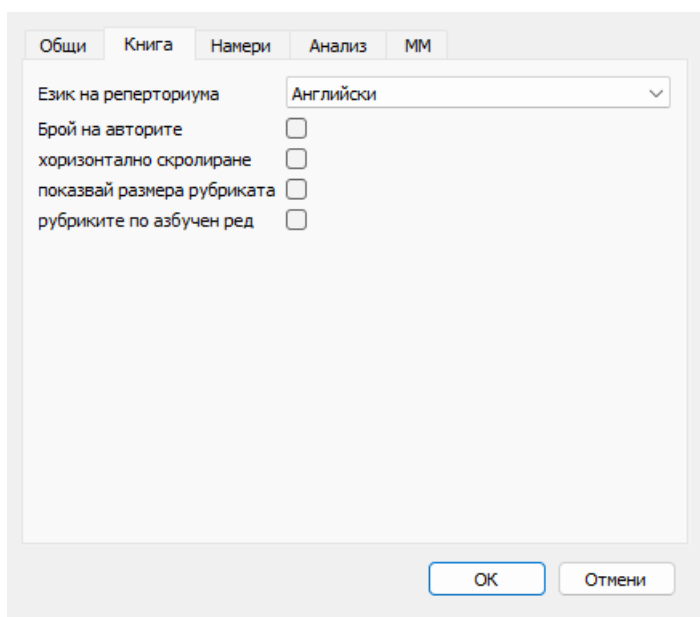 Общи Книга Намери Анализ ММ
Език на реперториума Английски
Брой на авторите
хоризонтално скролиране
показвай размера рубриката
рубриките по азбучен ред
ОК Отмени